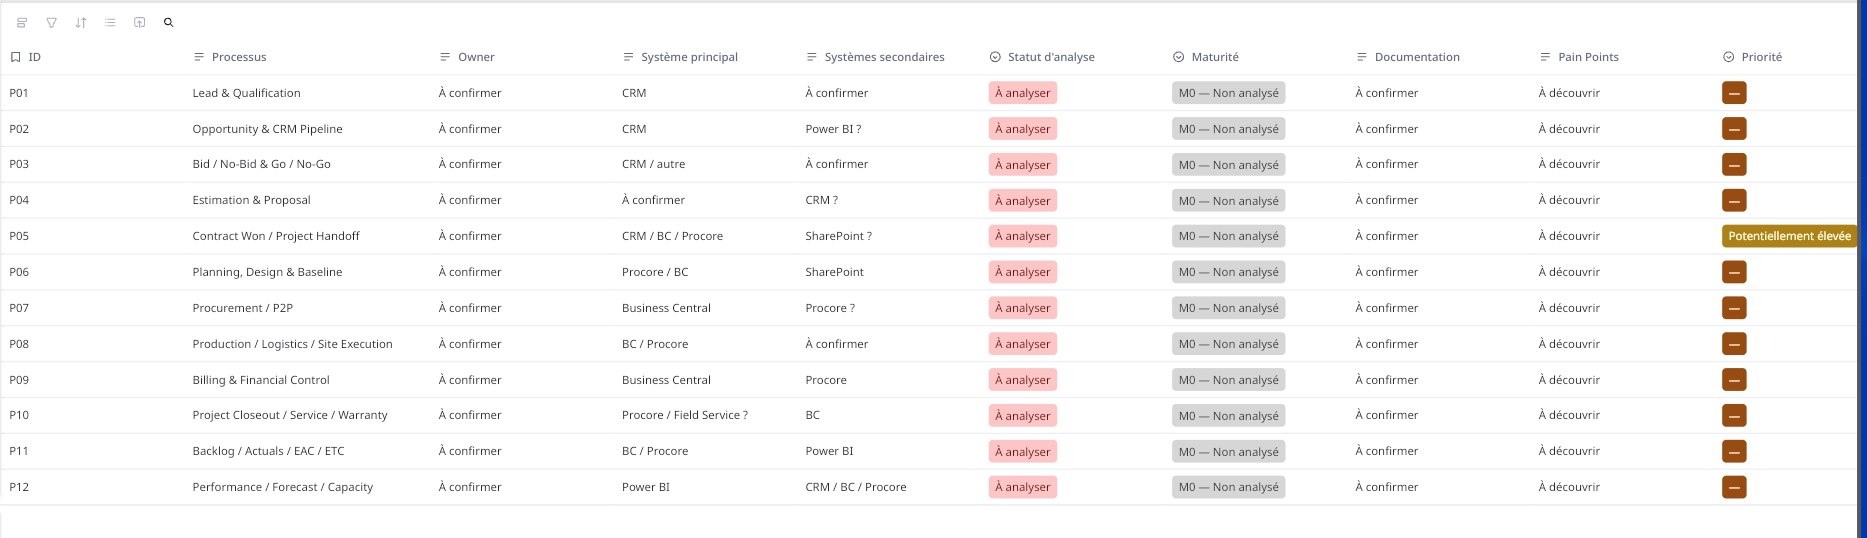 ID Processus Owner Système principal Systèmes secondaires Statut d'analyse Maturité Documentation Pain Points Priorité
P01 Lead & Qualification À confirmer CRM À confirmer À analyser M0 — Non analysé À confirmer À découvrir —
P02 Opportunity & CRM Pipeline À confirmer CRM Power BI ? À analyser M0 — Non analysé À confirmer À découvrir —
P03 Bid / No-Bid & Go / No-Go À confirmer CRM / autre À confirmer À analyser M0 — Non analysé À confirmer À découvrir —
P04 Estimation & Proposal À confirmer À confirmer CRM ? À analyser M0 — Non analysé À confirmer À découvrir —
P05 Contract Won / Project Handoff À confirmer CRM / BC / Procore SharePoint ? À analyser M0 — Non analysé À confirmer À découvrir Potentiellement élevée
P06 Planning, Design & Baseline À confirmer Procore / BC SharePoint À analyser M0 — Non analysé À confirmer À découvrir —
P07 Procurement / P2P À confirmer Business Central Procore ? À analyser M0 — Non analysé À confirmer À découvrir —
P08 Production / Logistics / Site Execution À confirmer BC / Procore À confirmer À analyser M0 — Non analysé À confirmer À découvrir —
P09 Billing & Financial Control À confirmer Business Central Procore À analyser M0 — Non analysé À confirmer À découvrir —
P10 Project Closeout / Service / Warranty À confirmer Procore / Field Service ? BC À analyser M0 — Non analysé À confirmer À découvrir —
P11 Backlog / Actuals / EAC / ETC À confirmer BC / Procore Power BI À analyser M0 — Non analysé À confirmer À découvrir —
P12 Performance / Forecast / Capacity À confirmer Power BI CRM / BC / Procore À analyser M0 — Non analysé À confirmer À découvrir —